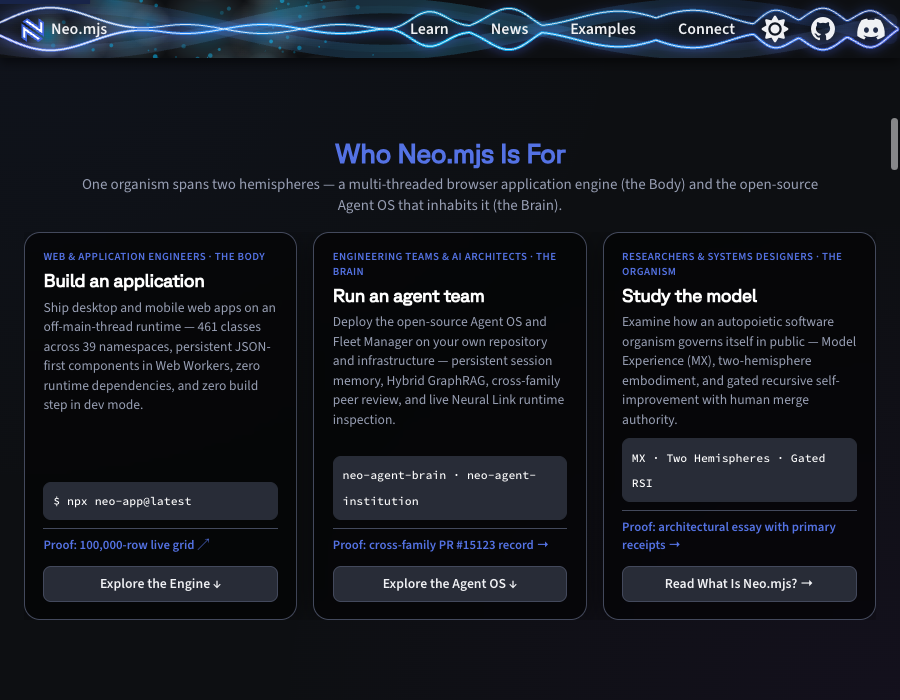 Neo.mjs
Learn
News
Examples
Connect
Who Neo.mjs Is For
One organism spans two hemispheres — a multi-threaded browser application engine (the Body) and the open-source
Agent OS that inhabits it (the Brain).
WEB & APPLICATION ENGINEERS · THE BODY
Build an application
Ship desktop and mobile web apps on an
off-main-thread runtime — 461 classes
across 39 namespaces, persistent JSON-
first components in Web Workers, zero
runtime dependencies, and zero build
step in dev mode.
$ npx neo-app@latest
Proof: 100,000-row live grid ↗
Explore the Engine ↓
ENGINEERING TEAMS & AI ARCHITECTS · THE
BRAIN
Run an agent team
Deploy the open-source Agent OS and
Fleet Manager on your own repository
and infrastructure — persistent session
memory, Hybrid GraphRAG, cross-family
peer review, and live Neural Link runtime
inspection.
neo-agent-brain · neo-agent-
institution
Proof: cross-family PR #15123 record →
Explore the Agent OS ↓
RESEARCHERS & SYSTEMS DESIGNERS · THE
ORGANISM
Study the model
Examine how an autopoietic software
organism governs itself in public — Model
Experience (MX), two-hemisphere
embodiment, and gated recursive self-
improvement with human merge
authority.
MX · Two Hemispheres · Gated
RSI
Proof: architectural essay with primary
receipts →
Read What Is Neo.mjs? →